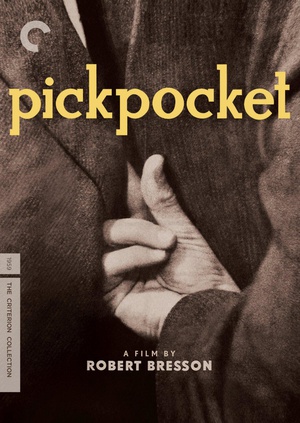 pickpocket
1959
THE CRITERION COLLECTION
A FILM BY
ROBERT BRESSON